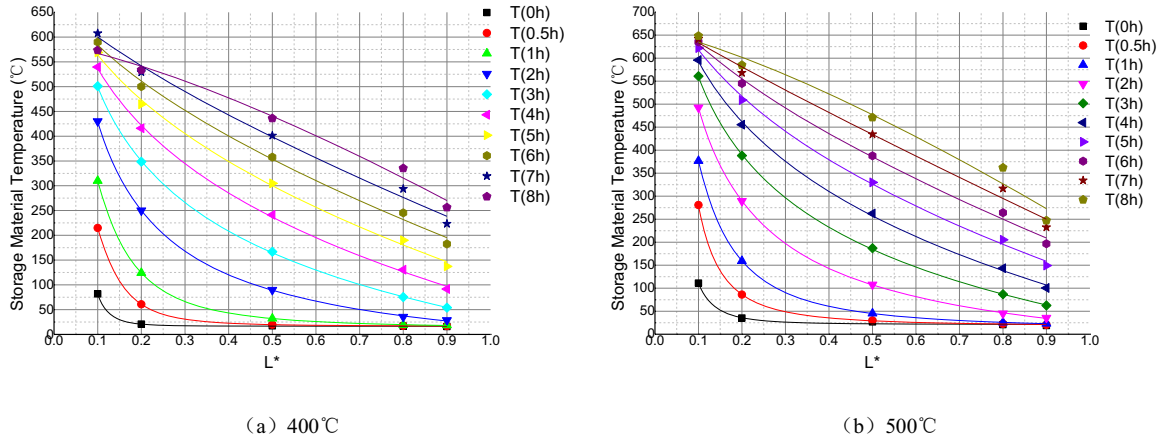 650
600
550
500
450
400
350
300
250
200
150
100
50
0
Storage Material Temperature (℃)
0.0 0.1 0.2 0.3 0.4 0.5 0.6 0.7 0.8 0.9 1.0
L*
T(0h)
T(0.5h)
T(1h)
T(2h)
T(3h)
T(4h)
T(5h)
T(6h)
T(7h)
T(8h)
(a) 400℃
700
650
600
550
500
450
400
350
300
250
200
150
100
50
0
Storage Material Temperature (℃)
0.0 0.1 0.2 0.3 0.4 0.5 0.6 0.7 0.8 0.9 1.0
L*
T(0h)
T(0.5h)
T(1h)
T(2h)
T(3h)
T(4h)
T(5h)
T(6h)
T(7h)
T(8h)
(b) 500℃